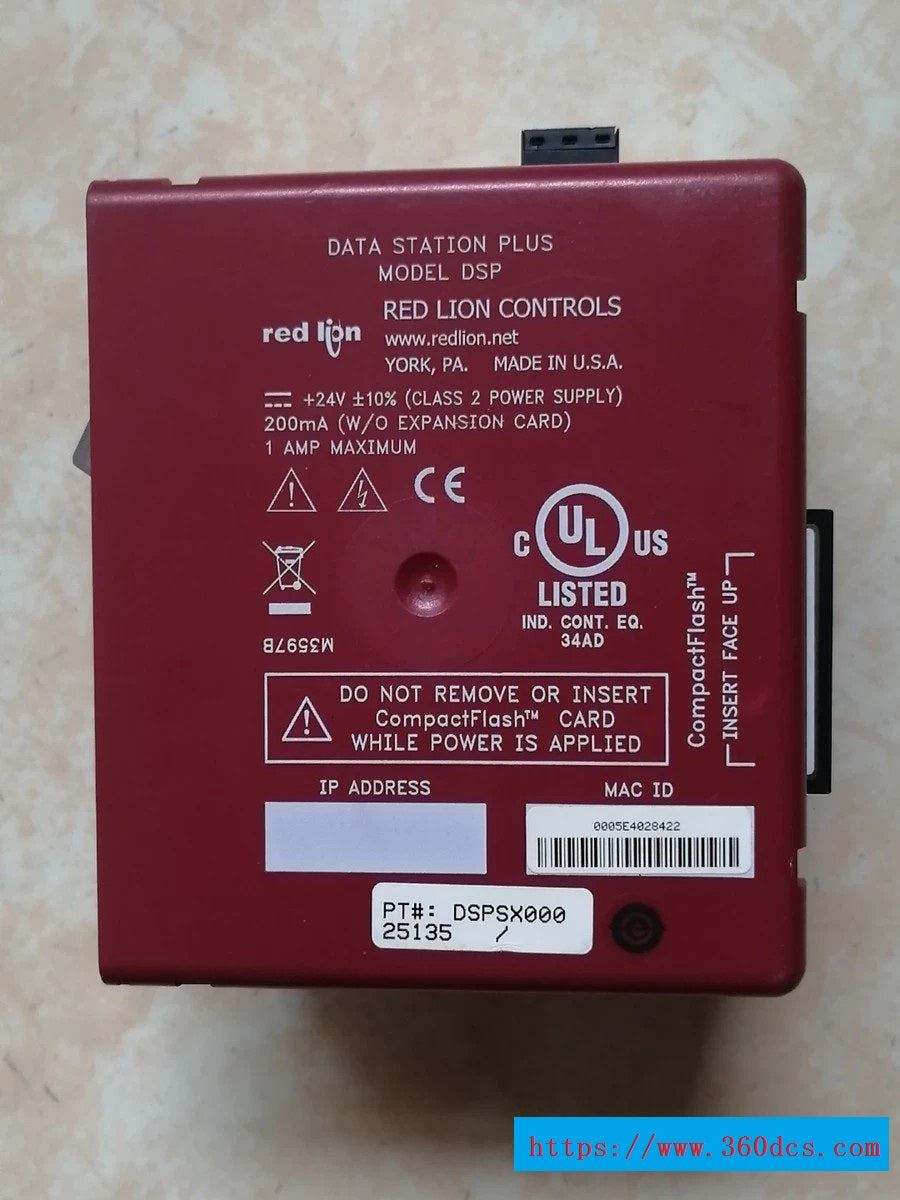 DATA STATION PLUS
MODEL DSP
red lion
RED LION CONTROLS
www.redlion.net
YORK, PA. MADE IN U.S.A.
+24V ±10% (CLASS 2 POWER SUPPLY)
200mA (W/O EXPANSION CARD)
1 AMP MAXIMUM
CE
C UL US
LISTED
IND. CONT. EQ.
34AD
M3597B
CompactFlash™
INSERT FACE UP
DO NOT REMOVE OR INSERT
CompactFlash™ CARD
WHILE POWER IS APPLIED
IP ADDRESS
MAC ID
0005E4028422
PT#: DSPSX000
25135 /
https://www.360dcs.com